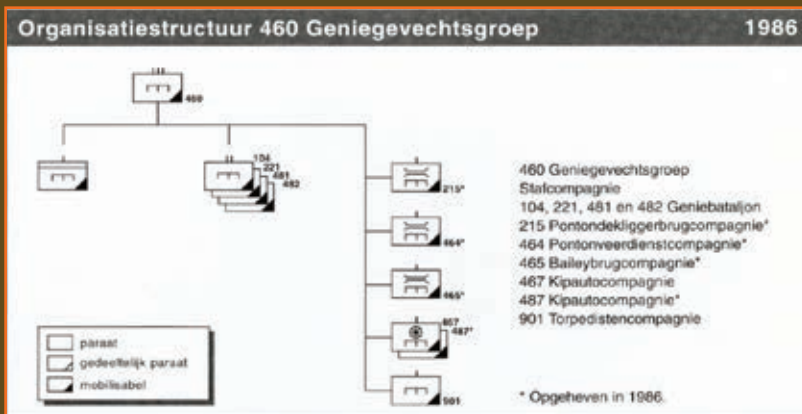 Organisatiestructuur 460 Geniegevechtsgroep 1986
460
104
221
481
482
215*
464*
465*
467
487*
901
460 Geniegevechtsgroep
Stafcompagnie
104, 221, 481 en 482 Geniebataljon
215 Pontondekliggerbrugcompagnie*
464 Pontonveerdienstcompagnie*
465 Baileybrugcompagnie*
467 Kipautocompagnie
487 Kipautocompagnie*
901 Torpedistencompagnie
paraat
gedeeltelijk paraat
mobilisabel
* Opgeheven in 1986.